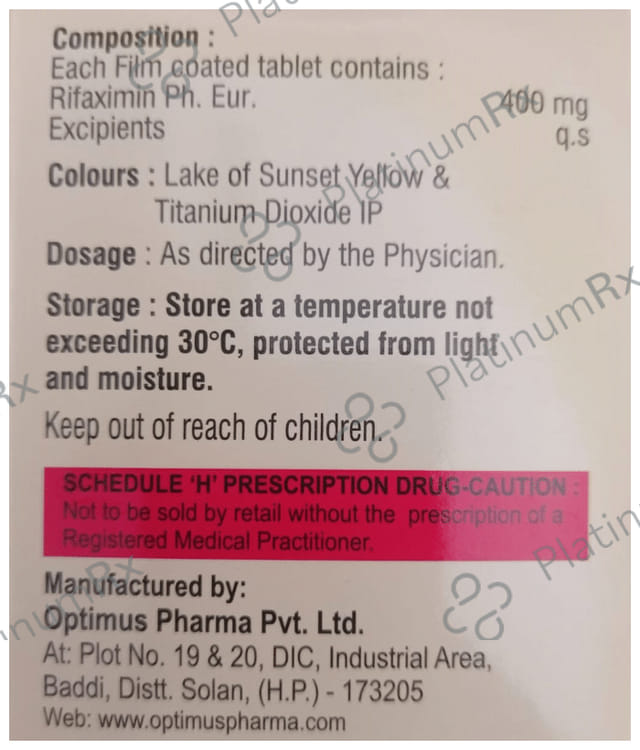 Composition :
Each Film coated tablet contains :
Rifaximin Ph. Eur. 400 mg
Excipients q.s
Colours : Lake of Sunset Yellow &
Titanium Dioxide IP
Dosage : As directed by the Physician.
Storage : Store at a temperature not
exceeding 30°C, protected from light
and moisture.
Keep out of reach of children.
SCHEDULE 'H' PRESCRIPTION DRUG-CAUTION :
Not to be sold by retail without the prescription of a
Registered Medical Practitioner.
Manufactured by:
Optimus Pharma Pvt. Ltd.
At: Plot No. 19 & 20, DIC, Industrial Area,
Baddi, Distt. Solan, (H.P.) - 173205
Web: www.optimuspharma.com
PlatinumRx
PlatinumRx